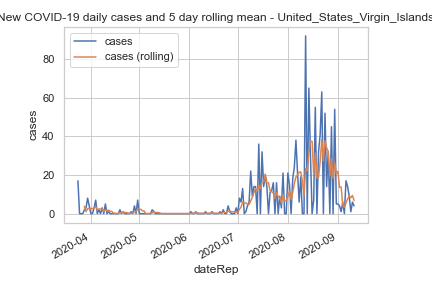 New COVID-19 daily cases and 5 day rolling mean - United_States_Virgin_Islands
cases
cases (rolling)
cases
80
60
40
20
0
2020-04
2020-05
2020-06
2020-07
2020-08
2020-09
dateRep